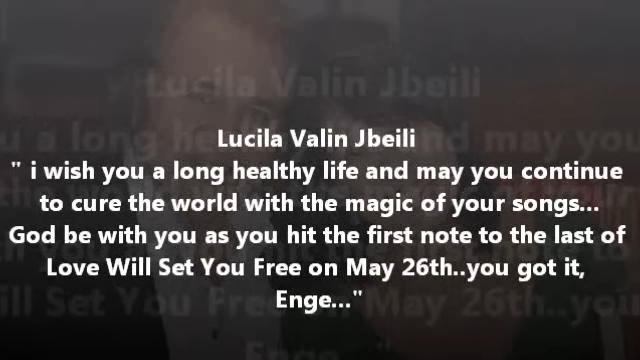 Lucila Valin Jbeili
" i wish you a long healthy life and may you continue
to cure the world with the magic of your songs...
God be with you as you hit the first note to the last of
Love Will Set You Free on May 26th..you got it,
Enge..."